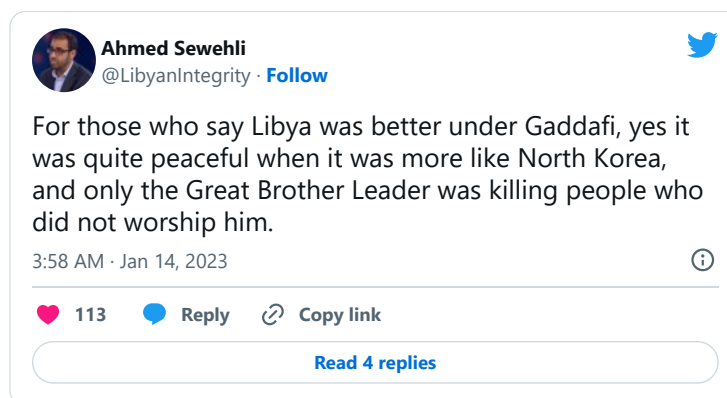 Ahmed Sewehli
@LibyanIntegrity · Follow
For those who say Libya was better under Gaddafi, yes it
was quite peaceful when it was more like North Korea,
and only the Great Brother Leader was killing people who
did not worship him.
3:58 AM · Jan 14, 2023
113 Reply Copy link
Read 4 replies